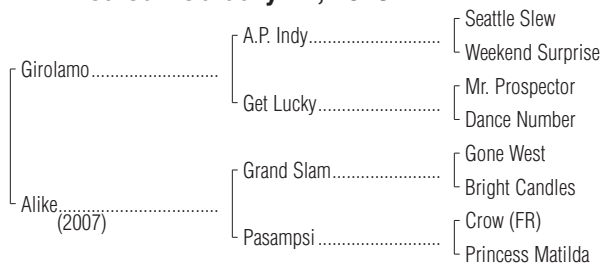 Seattle Slew
A.P. Indy
Weekend Surprise
Girolamo
Mr. Prospector
Get Lucky
Dance Number
Gone West
Grand Slam
Bright Candles
Alike
(2007)
Crow (FR)
Pasampsi
Princess Matilda